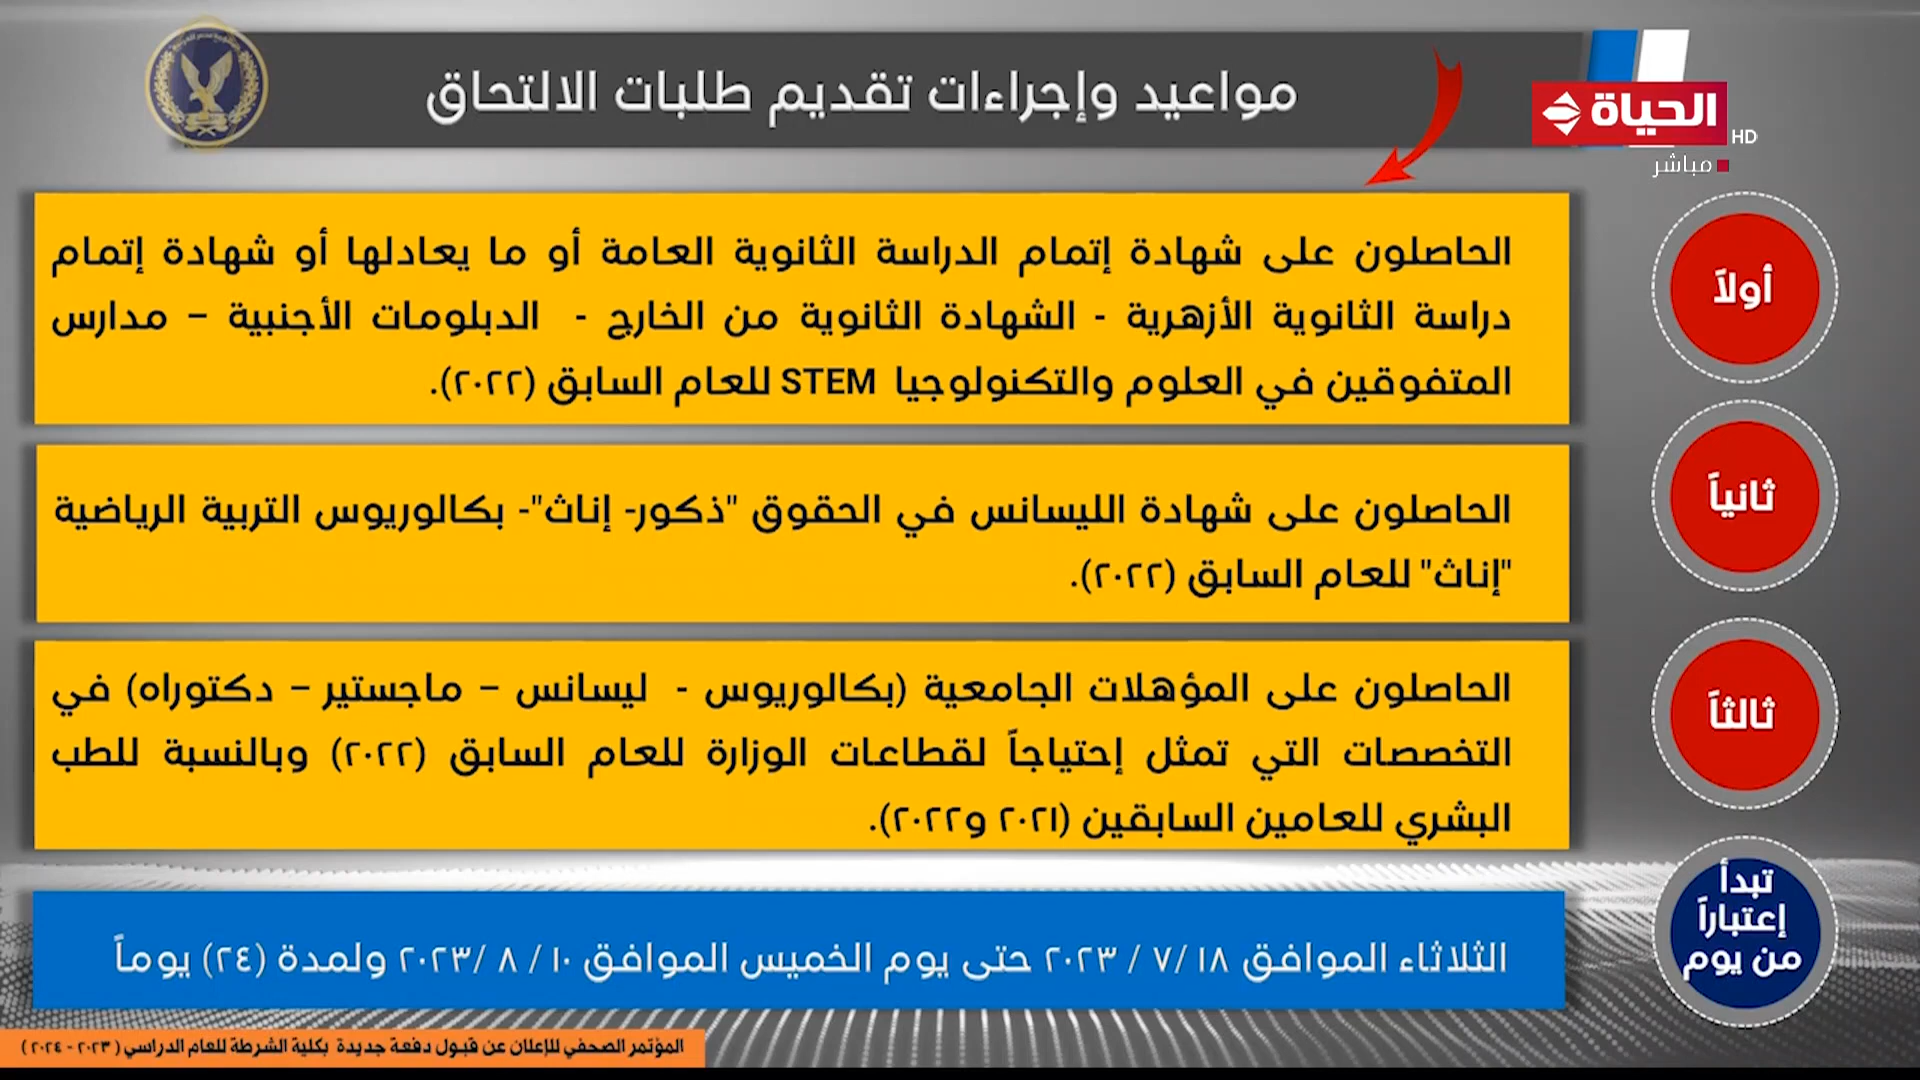 مواعيد وإجراءات تقديم طلبات الالتحاق
الحياة
HD
مباشر
أولاً
الحاصلون على شهادة إتمام الدراسة الثانوية العامة أو ما يعادلها أو شهادة إتمام
دراسة الثانوية الأزهرية - الشهادة الثانوية من الخارج - الدبلومات الأجنبية – مدارس
المتفوقين في العلوم والتكنولوجيا STEM للعام السابق (٢٠٢٢).
ثانياً
الحاصلون على شهادة الليسانس في الحقوق "ذكور- إناث"- بكالوريوس التربية الرياضية
"إناث" للعام السابق (٢٠٢٢).
ثالثاً
الحاصلون على المؤهلات الجامعية (بكالوريوس - ليسانس – ماجستير – دكتوراه) في
التخصصات التي تمثل إحتياجاً لقطاعات الوزارة للعام السابق (٢٠٢٢) وبالنسبة للطب
البشري للعامين السابقين (٢٠٢١ و٢٠٢٢).
تبدأ
إعتباراً
من يوم
الثلاثاء الموافق ١٨ /٧ / ٢٠٢٣ حتى يوم الخميس الموافق ١٠ / ٨ /٢٠٢٣ ولمدة (٢٤) يوماً
المؤتمر الصحفي للإعلان عن قبول دفعة جديدة بكلية الشرطة للعام الدراسي ( ٢٠٢٣ - ٢٠٢٤ )